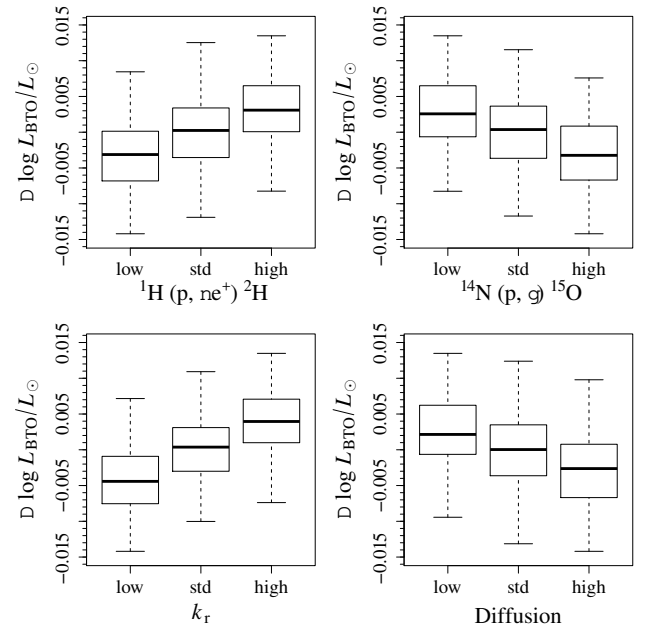 D log L_BTO/L_⊙
0.015
0.005
−0.005
−0.015
low std high
¹H (p, ne⁺) ²H
D log L_BTO/L_⊙
0.015
0.005
−0.005
−0.015
low std high
¹⁴N (p, g) ¹⁵O
D log L_BTO/L_⊙
0.015
0.005
−0.005
−0.015
low std high
k_r
D log L_BTO/L_⊙
0.015
0.005
−0.005
−0.015
low std high
Diffusion